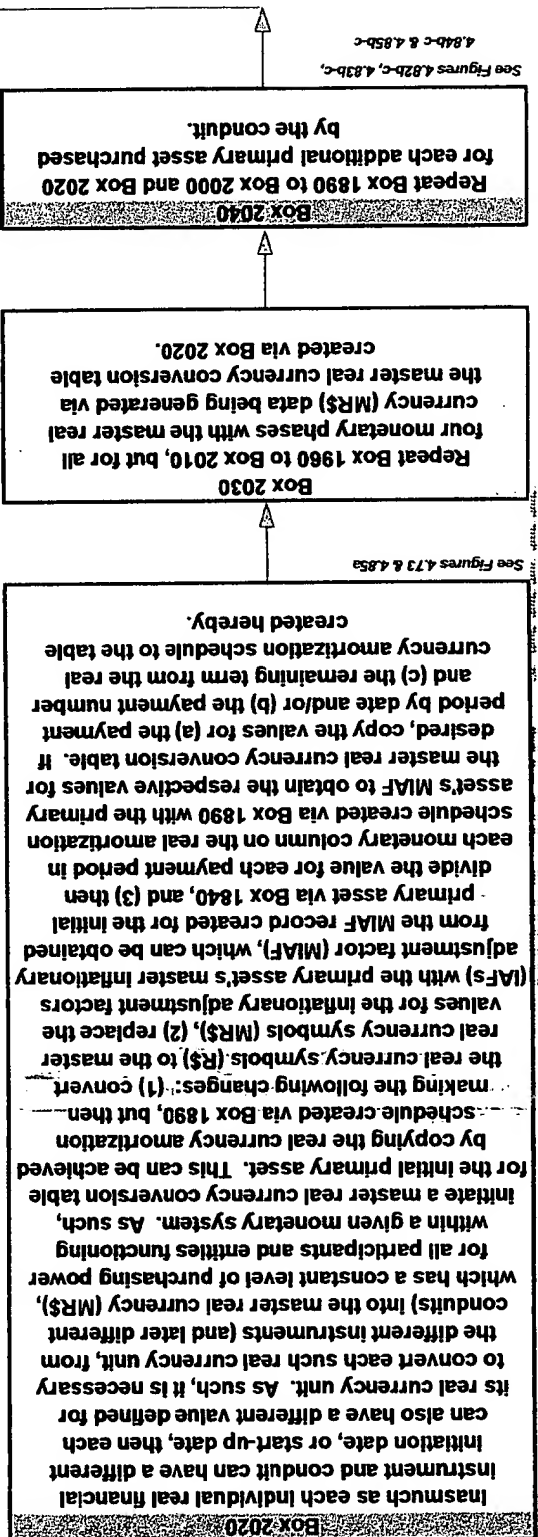 Box 2020
Inasmuch as each individual real financial
instrument and conduit can have a different
initiation date, or start-up date, then each
can also have a different value defined for
its real currency unit. As such, it is necessary
to convert each such real currency unit, from
the different instruments (and later different
conduits) into the master real currency (MR$),
which has a constant level of purchasing power
for all participants and entities functioning
within a given monetary system. As such,
initiate a master real currency conversion table
for the initial primary asset. This can be achieved
by copying the real currency amortization
schedule created via Box 1890, but then
making the following changes: (1) convert
the real currency symbols (R$) to the master
real currency symbols (MR$), (2) replace the
values for the inflationary adjustment factors
(IAFs) with the primary asset's master inflationary
adjustment factor (MIAF), which can be obtained
from the MIAF record created for the initial
primary asset via Box 1840, and (3) then
divide the value for each payment period in
each monetary column on the real amortization
schedule created via Box 1890 with the primary
asset's MIAF to obtain the respective values for
the master real currency conversion table. If
desired, copy the values for (a) the payment
period by date and/or (b) the payment number
and (c) the remaining term from the real
currency amortization schedule to the table
created hereby.
See Figures 4.73 & 4.85a
Box 2030
Repeat Box 1960 to Box 2010, but for all
four monetary phases with the master real
currency (MR$) data being generated via
the master real currency conversion table
created via Box 2020.
Box 2040
Repeat Box 1890 to Box 2000 and Box 2020
for each additional primary asset purchased
by the conduit.
See Figures 4.82b-c, 4.83b-c,
4.84b-c & 4.85b-c